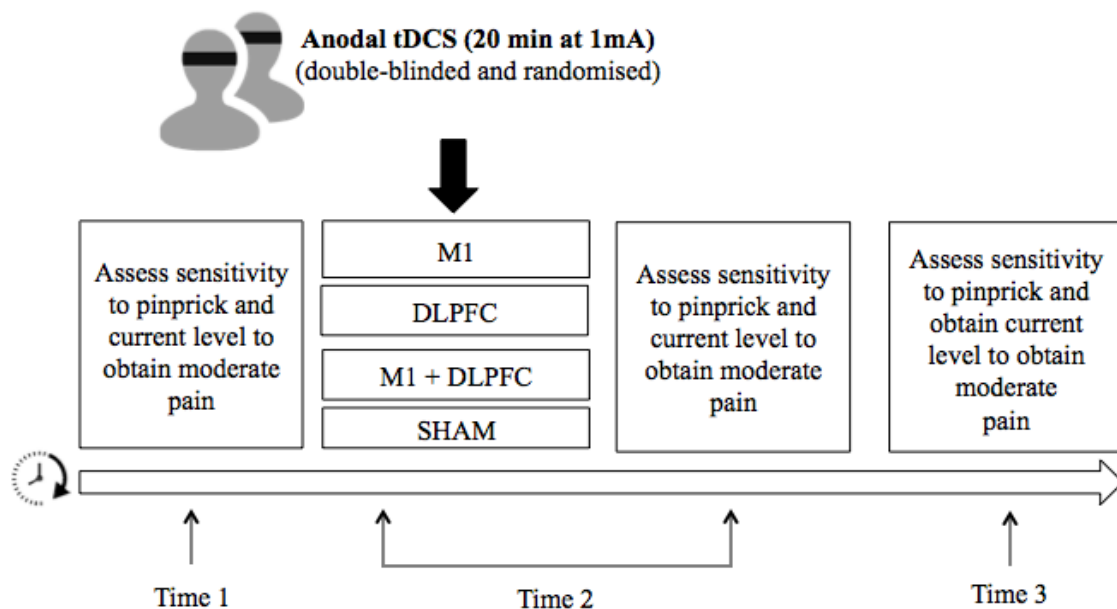 Anodal tDCS (20 min at 1mA)
(double-blinded and randomised)
Assess sensitivity
to pinprick and
current level to
obtain moderate
pain
M1
DLPFC
M1 + DLPFC
SHAM
Assess sensitivity
to pinprick and
current level to
obtain moderate
pain
Assess sensitivity
to pinprick and
obtain current
level to obtain
moderate
pain
Time 1
Time 2
Time 3